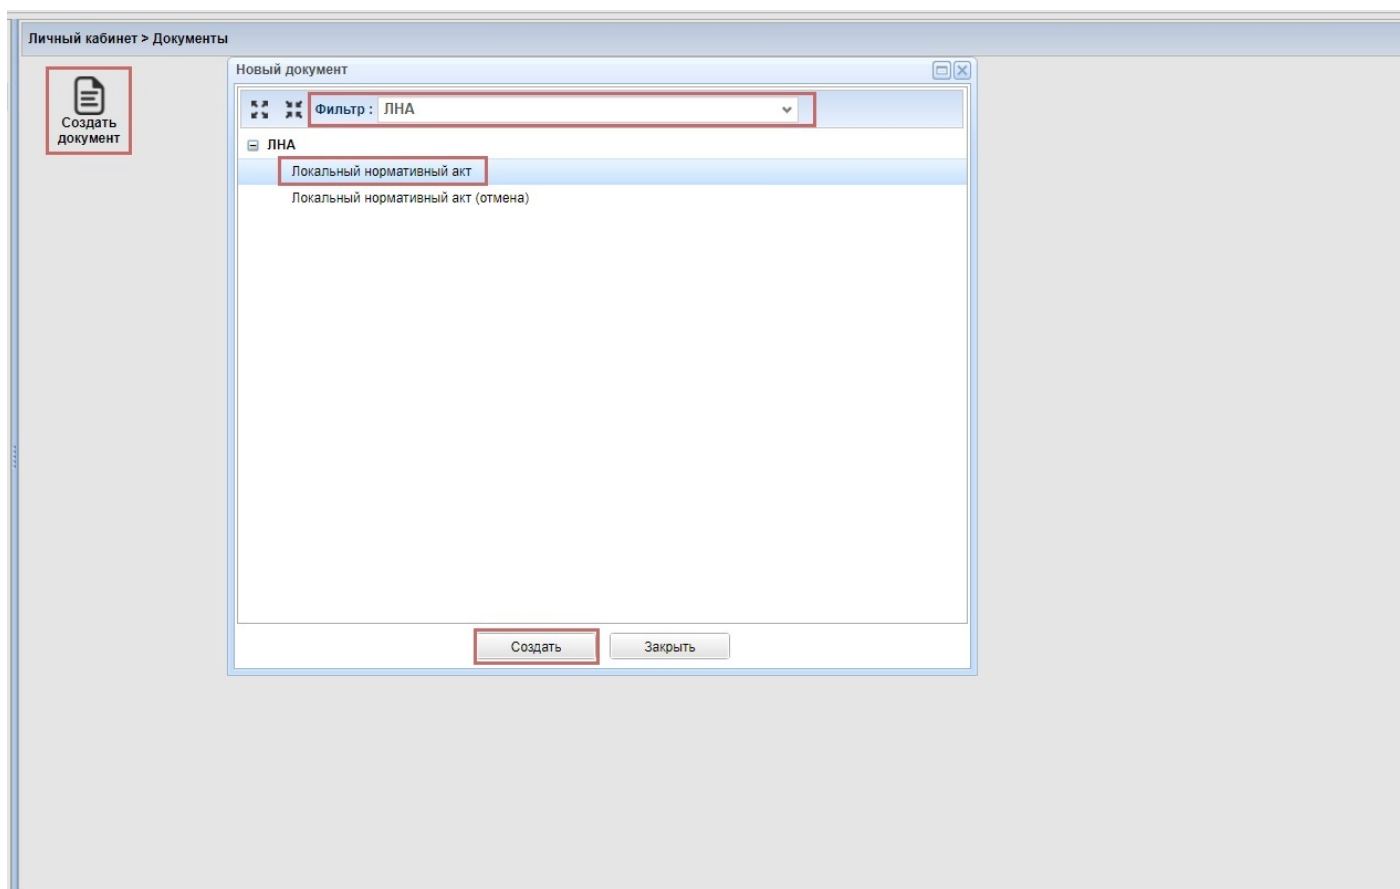 Личный кабинет > Документы
Создать
документ
Новый документ
Фильтр : ЛНА
ЛНА
Локальный нормативный акт
Локальный нормативный акт (отмена)
Создать Закрыть